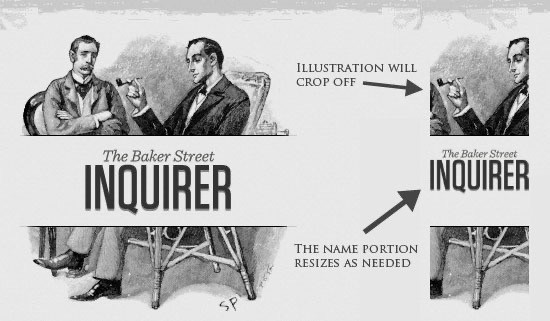 ILLUSTRATION WILL
CROP OFF
The Baker Street
INQUIRER
The Baker Street
INQUIRER
THE NAME PORTION
RESIZES AS NEEDED
SP